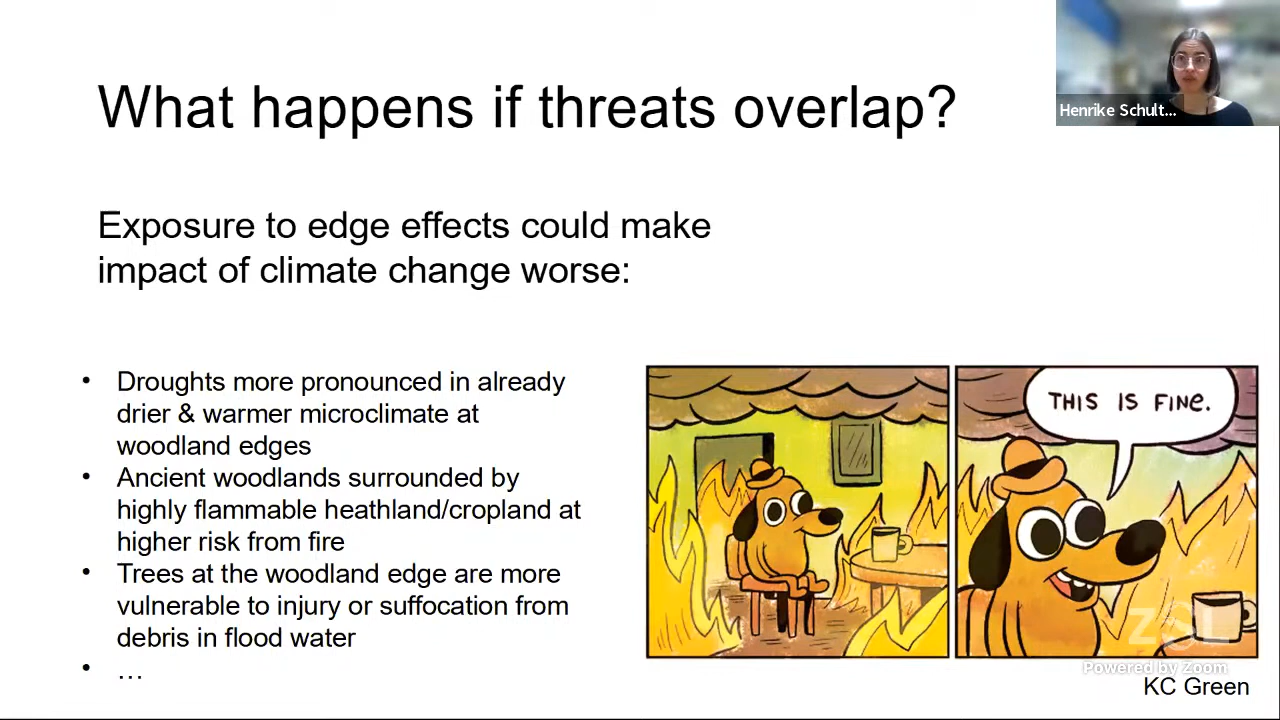 What happens if threats overlap?
Henrike Schult...
Exposure to edge effects could make
impact of climate change worse:
• Droughts more pronounced in already
drier & warmer microclimate at
woodland edges
• Ancient woodlands surrounded by
highly flammable heathland/cropland at
higher risk from fire
• Trees at the woodland edge are more
vulnerable to injury or suffocation from
debris in flood water
• ...
THIS IS FINE.
ZSL
Powered by Zoom
KC Green